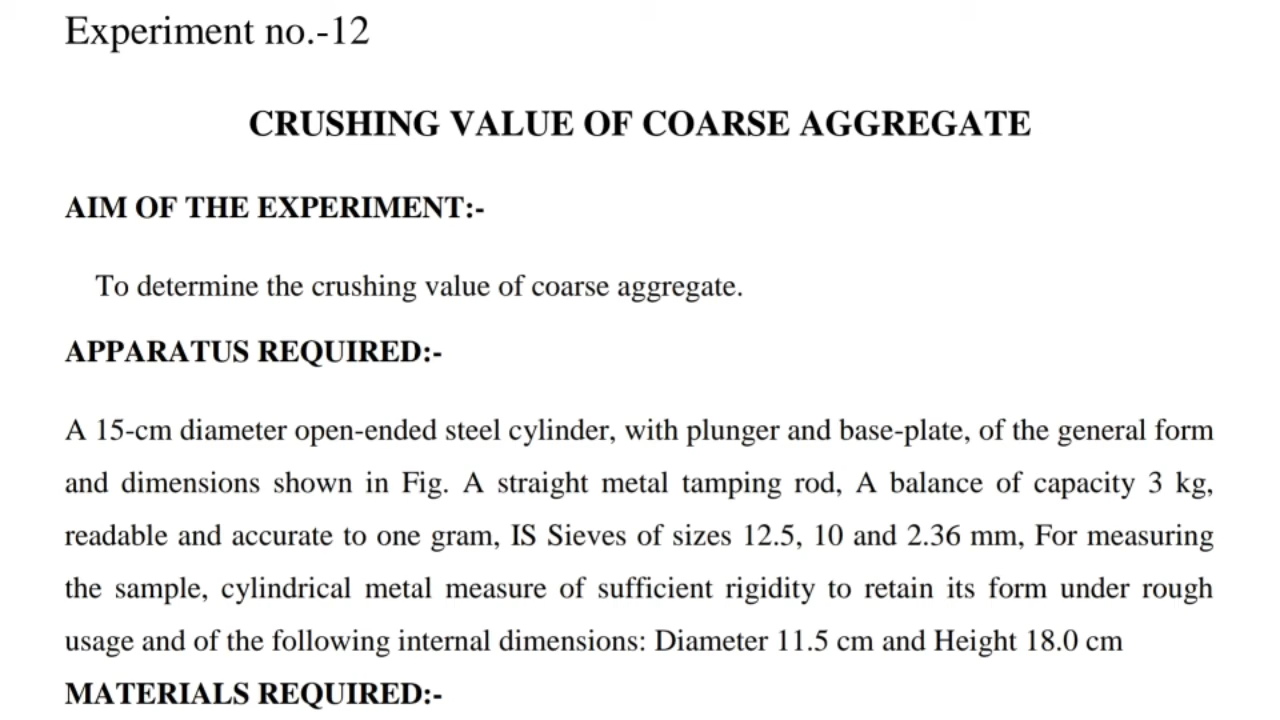 Experiment no.-12
CRUSHING VALUE OF COARSE AGGREGATE
AIM OF THE EXPERIMENT:-
To determine the crushing value of coarse aggregate.
APPARATUS REQUIRED:-
A 15-cm diameter open-ended steel cylinder, with plunger and base-plate, of the general form
and dimensions shown in Fig. A straight metal tamping rod, A balance of capacity 3 kg,
readable and accurate to one gram, IS Sieves of sizes 12.5, 10 and 2.36 mm, For measuring
the sample, cylindrical metal measure of sufficient rigidity to retain its form under rough
usage and of the following internal dimensions: Diameter 11.5 cm and Height 18.0 cm
MATERIALS REQUIRED:-